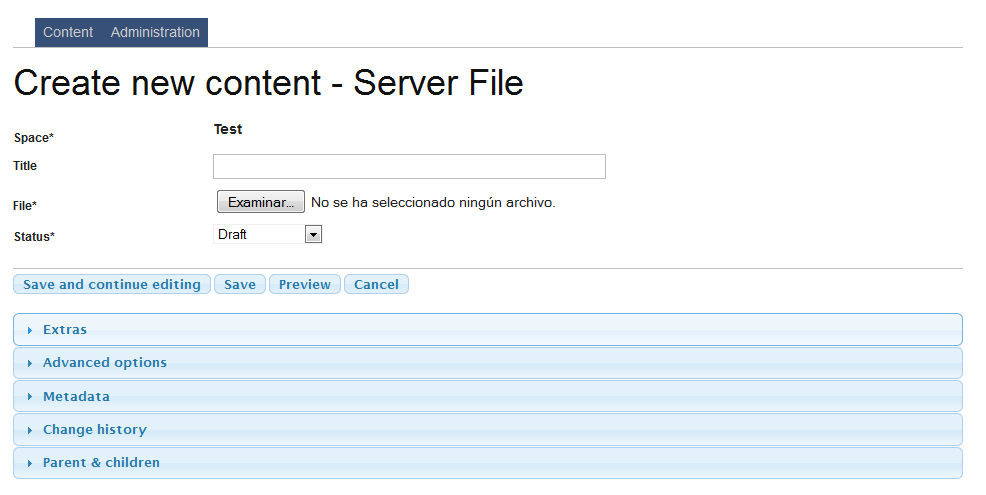 Content Administration
Create new content - Server File
Space* Test
Title
File* Examinar... No se ha seleccionado ningún archivo.
Status* Draft
Save and continue editing Save Preview Cancel
Extras
Advanced options
Metadata
Change history
Parent & children